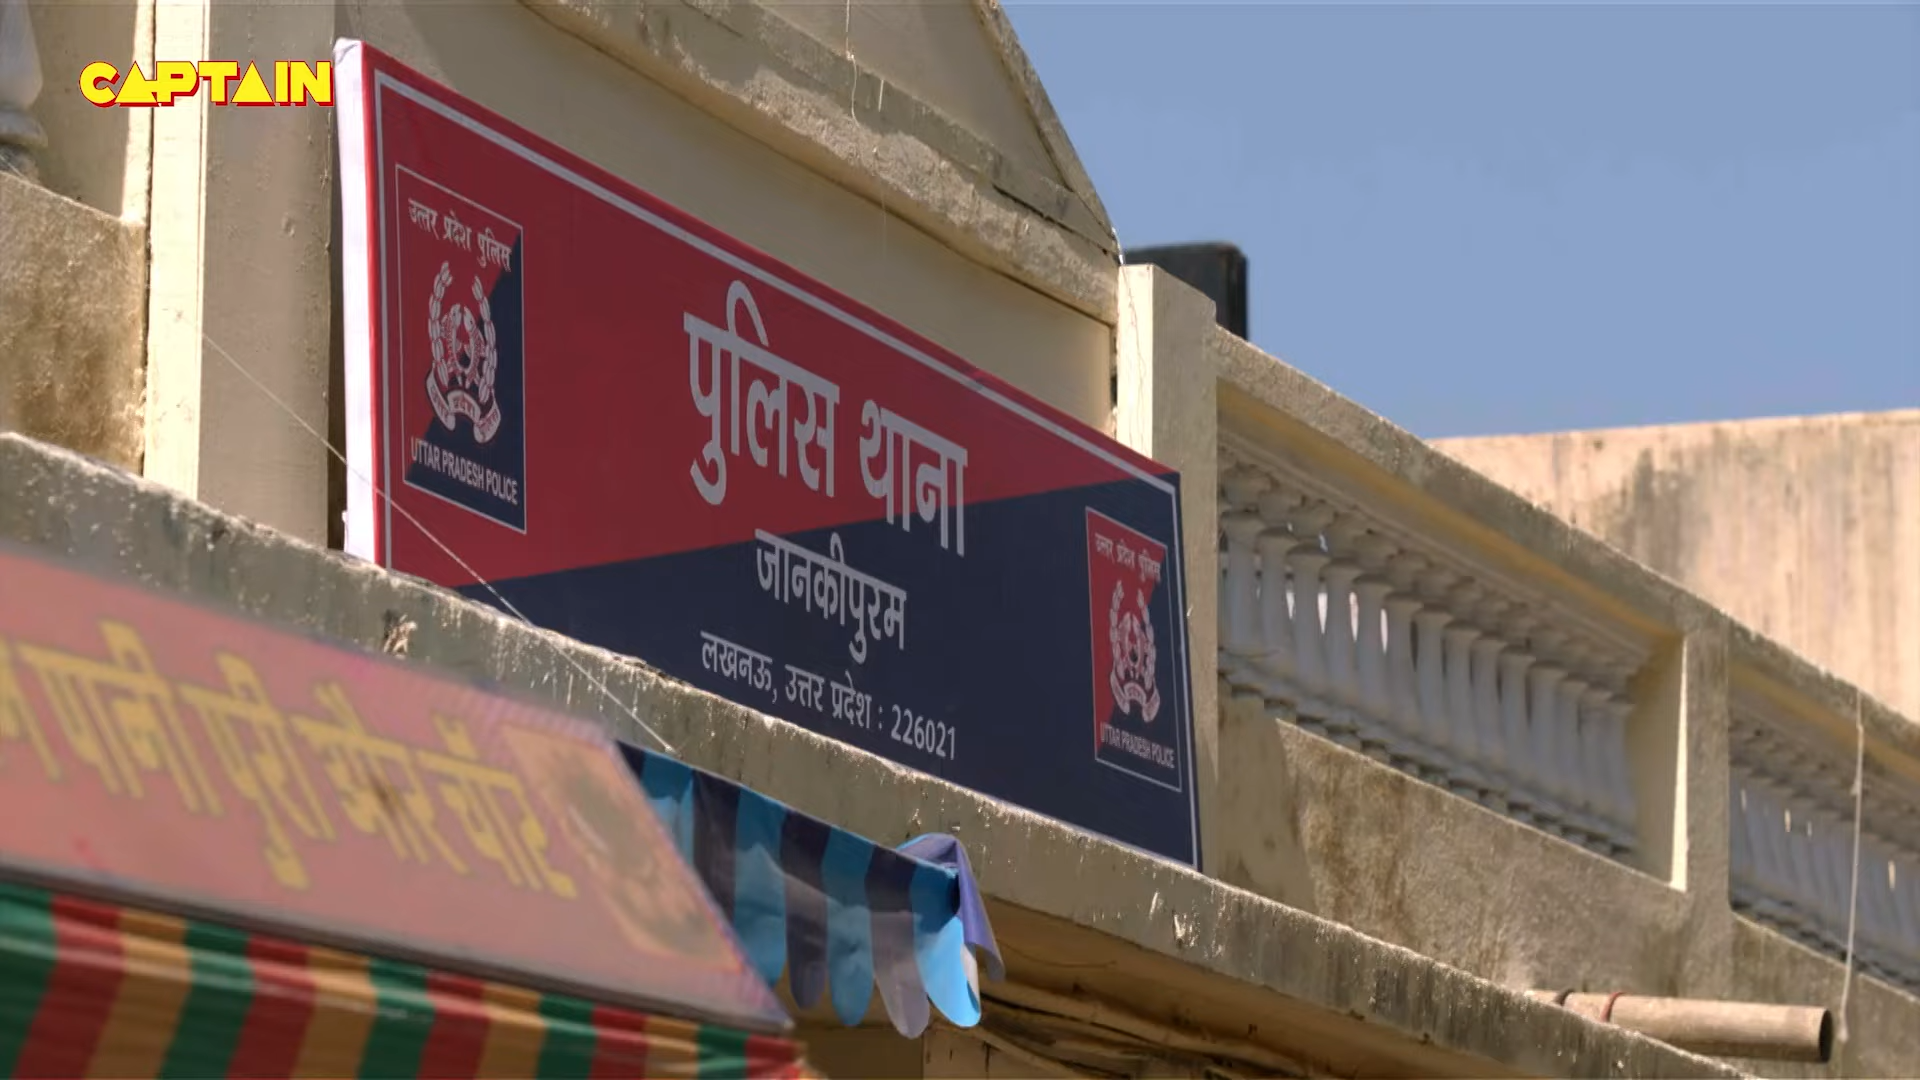 CAPTAIN
उत्तर प्रदेश पुलिस
UTTAR PRADESH POLICE
पुलिस थाना
जानकीपुरम
लखनऊ, उत्तर प्रदेश : 226021
उत्तर प्रदेश पुलिस
UTTAR PRADESH POLICE
पानी पुरी और चाँट